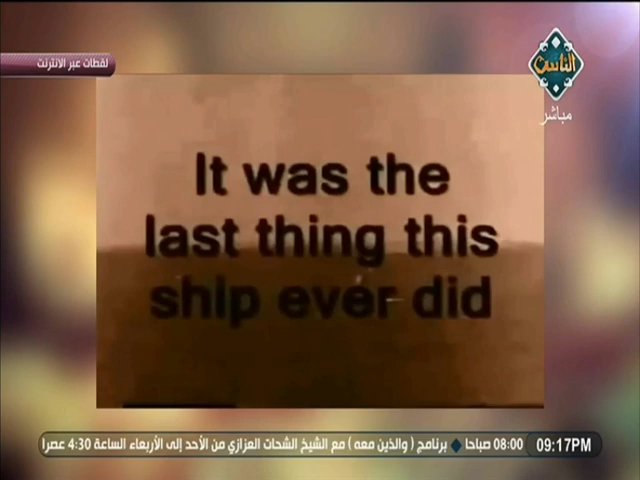 لقطات عبر الانترنت
الناس
مباشر
It was the
last thing this
ship ever did
08:00 صباحا ◆ برنامج ( والذين معه ) مع الشيخ الشحات العزازي من الأحد إلى الأربعاء الساعة 4:30 عصرا
09:17PM